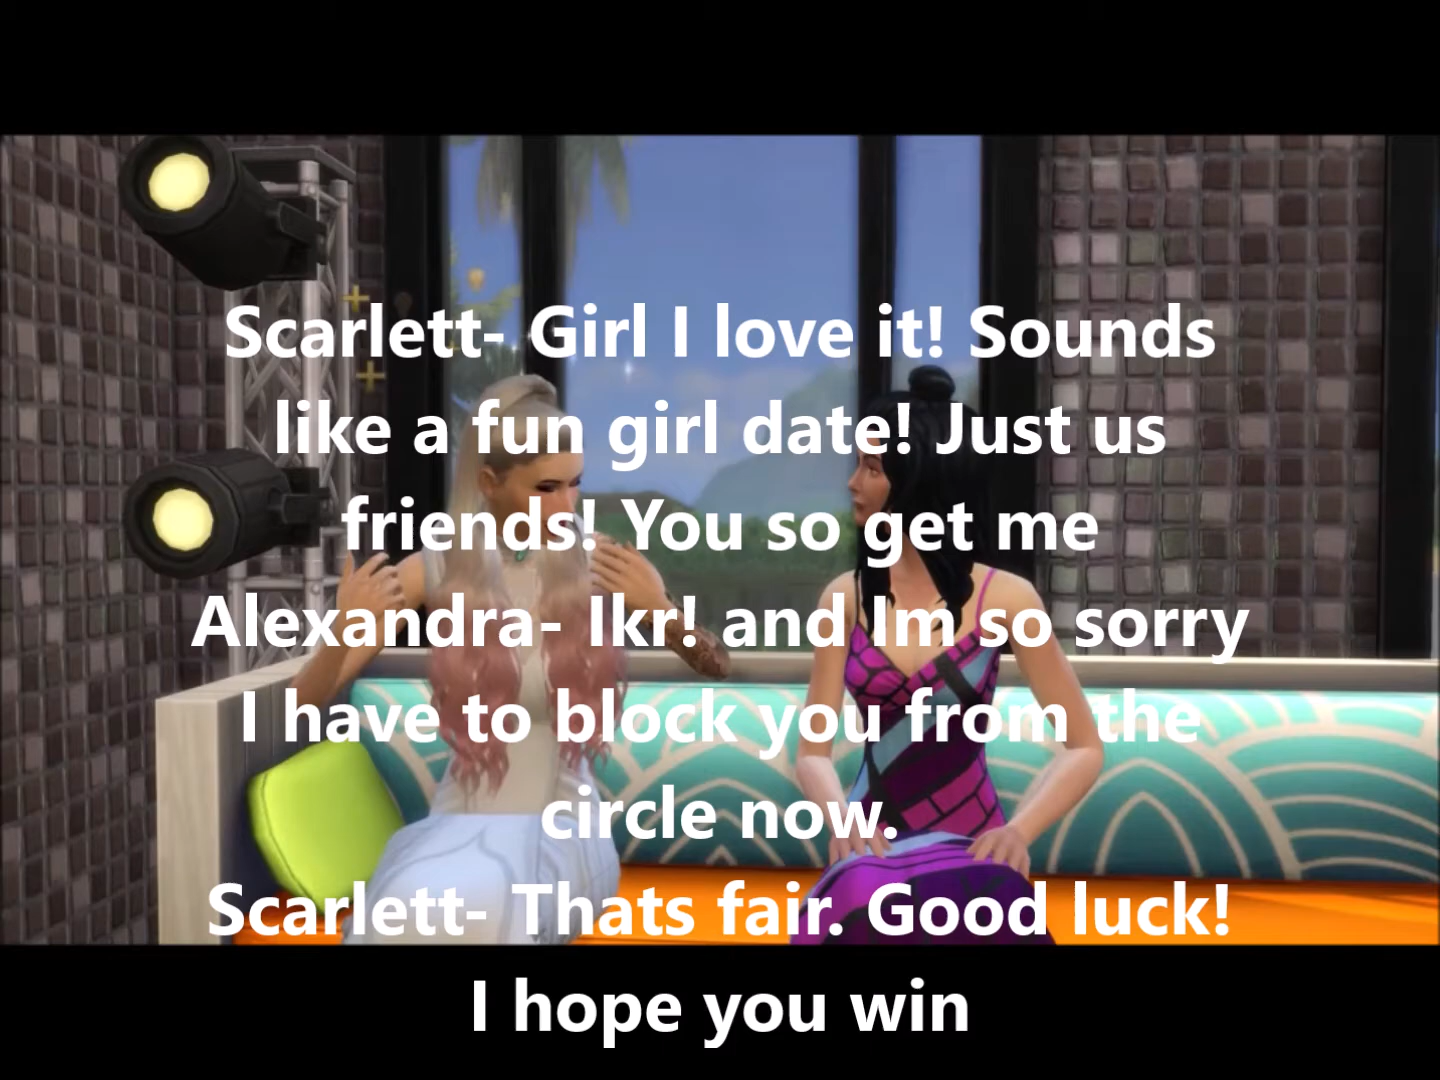 Scarlett- Girl I love it! Sounds
like a fun girl date! Just us
friends! You so get me
Alexandra- Ikr! and Im so sorry
I have to block you from the
circle now.
Scarlett- Thats fair. Good luck!
I hope you win